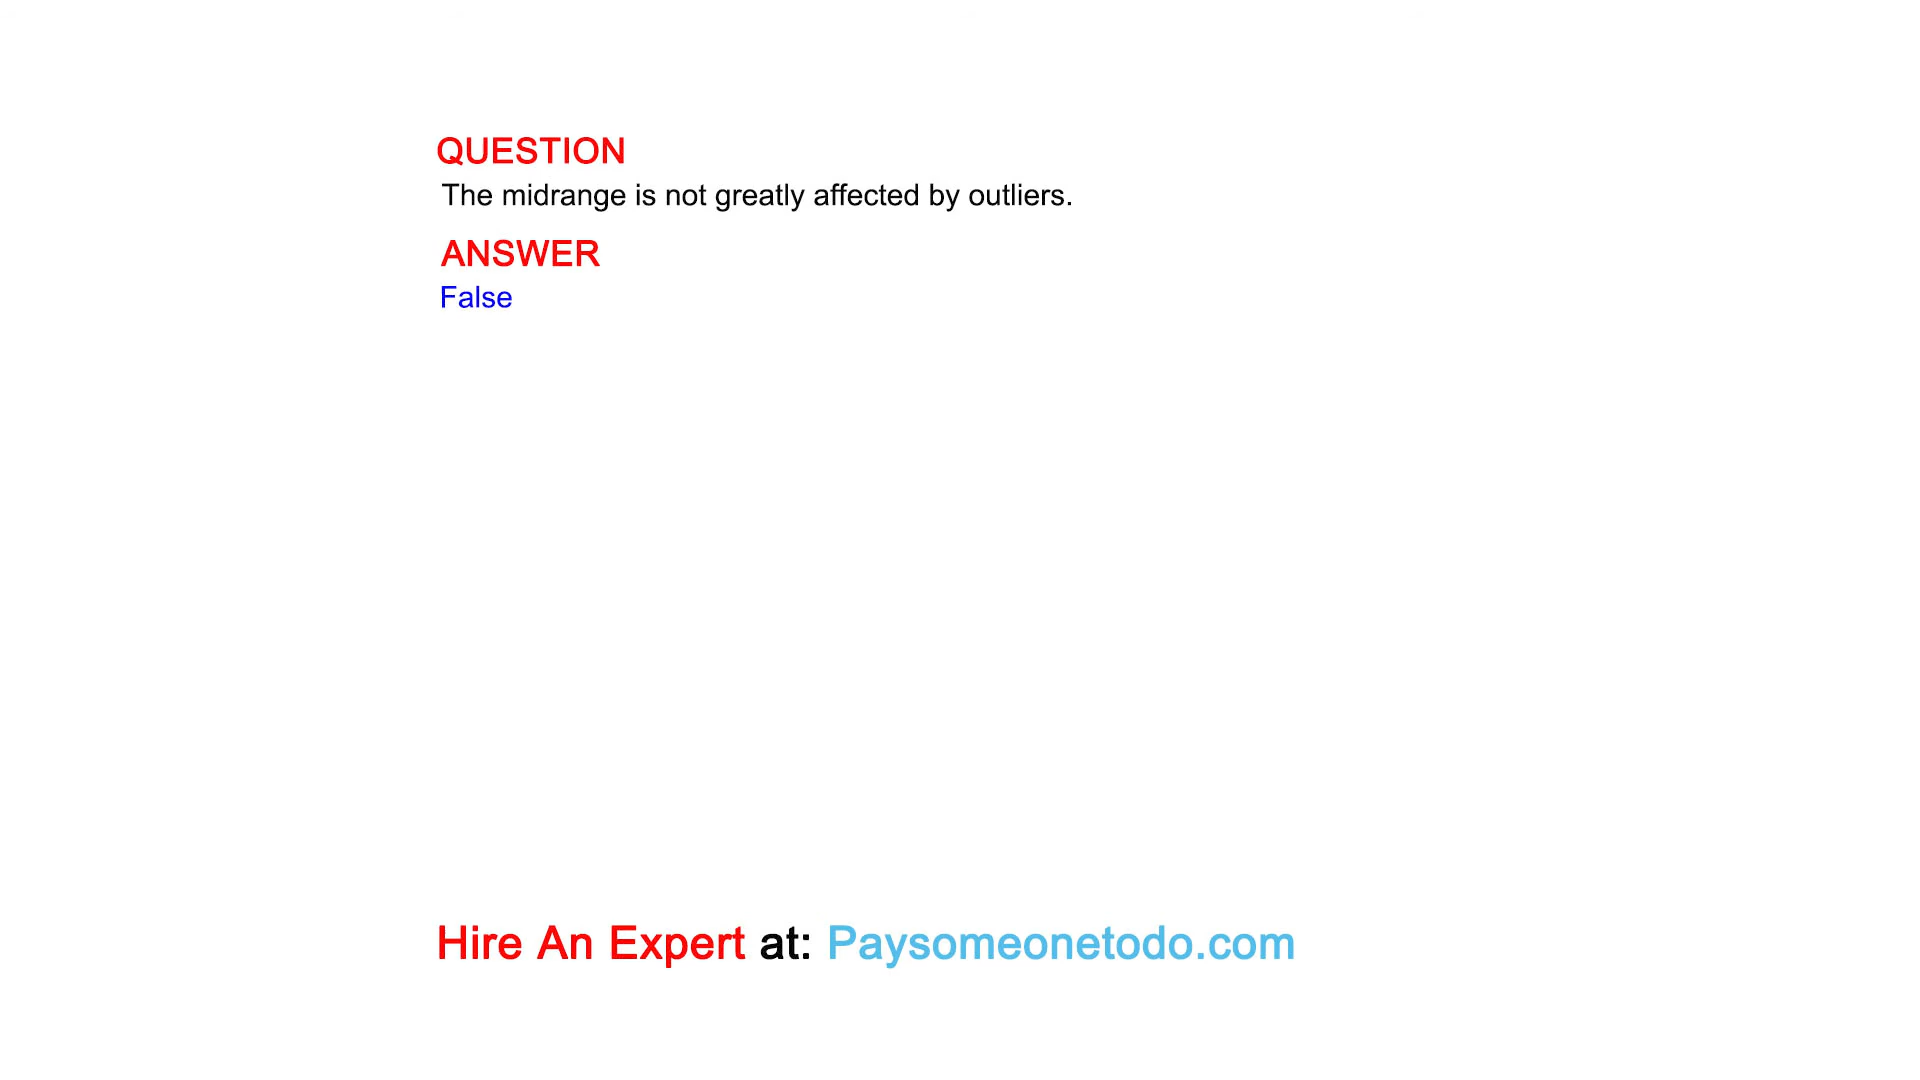 QUESTION
The midrange is not greatly affected by outliers.
ANSWER
False
Hire An Expert at: Paysomeonetodo.com